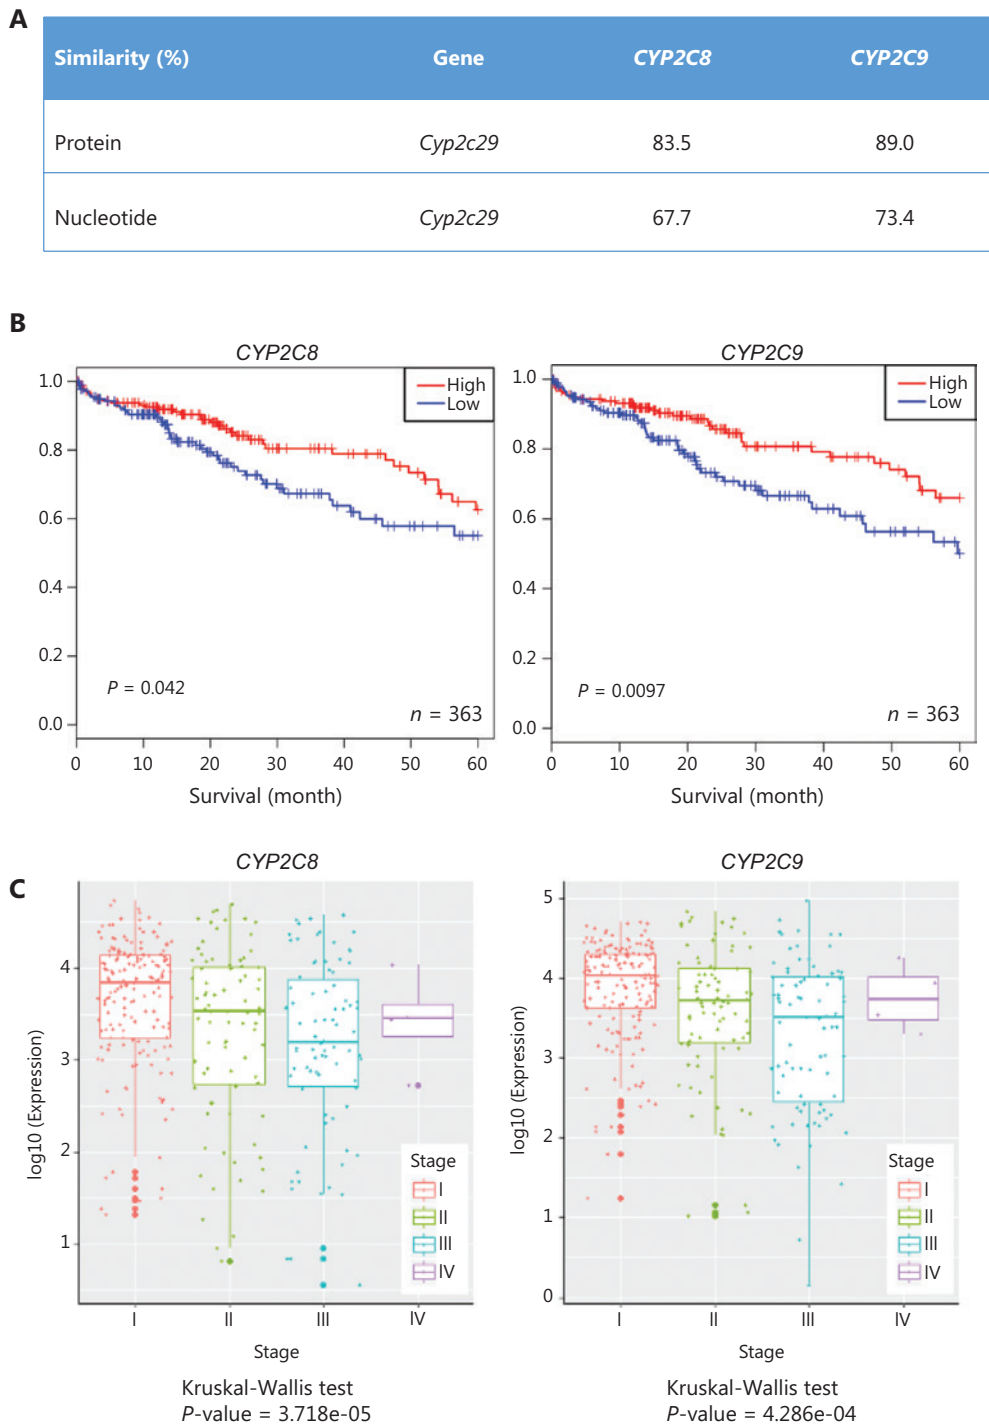 A
Similarity (%) Gene CYP2C8 CYP2C9
Protein Cyp2c29 83.5 89.0
Nucleotide Cyp2c29 67.7 73.4
B
CYP2C8
High
Low
1.0
0.8
0.6
0.4
0.2
0.0
P = 0.042
n = 363
0 10 20 30 40 50 60
Survival (month)
CYP2C9
High
Low
1.0
0.8
0.6
0.4
0.2
0.0
P = 0.0097
n = 363
0 10 20 30 40 50 60
Survival (month)
C
CYP2C8
log10 (Expression)
4
3
2
1
Stage
I
II
III
IV
I II III IV
Stage
Kruskal-Wallis test
P-value = 3.718e-05
CYP2C9
log10 (Expression)
5
4
3
2
1
0
Stage
I
II
III
IV
I II III IV
Stage
Kruskal-Wallis test
P-value = 4.286e-04